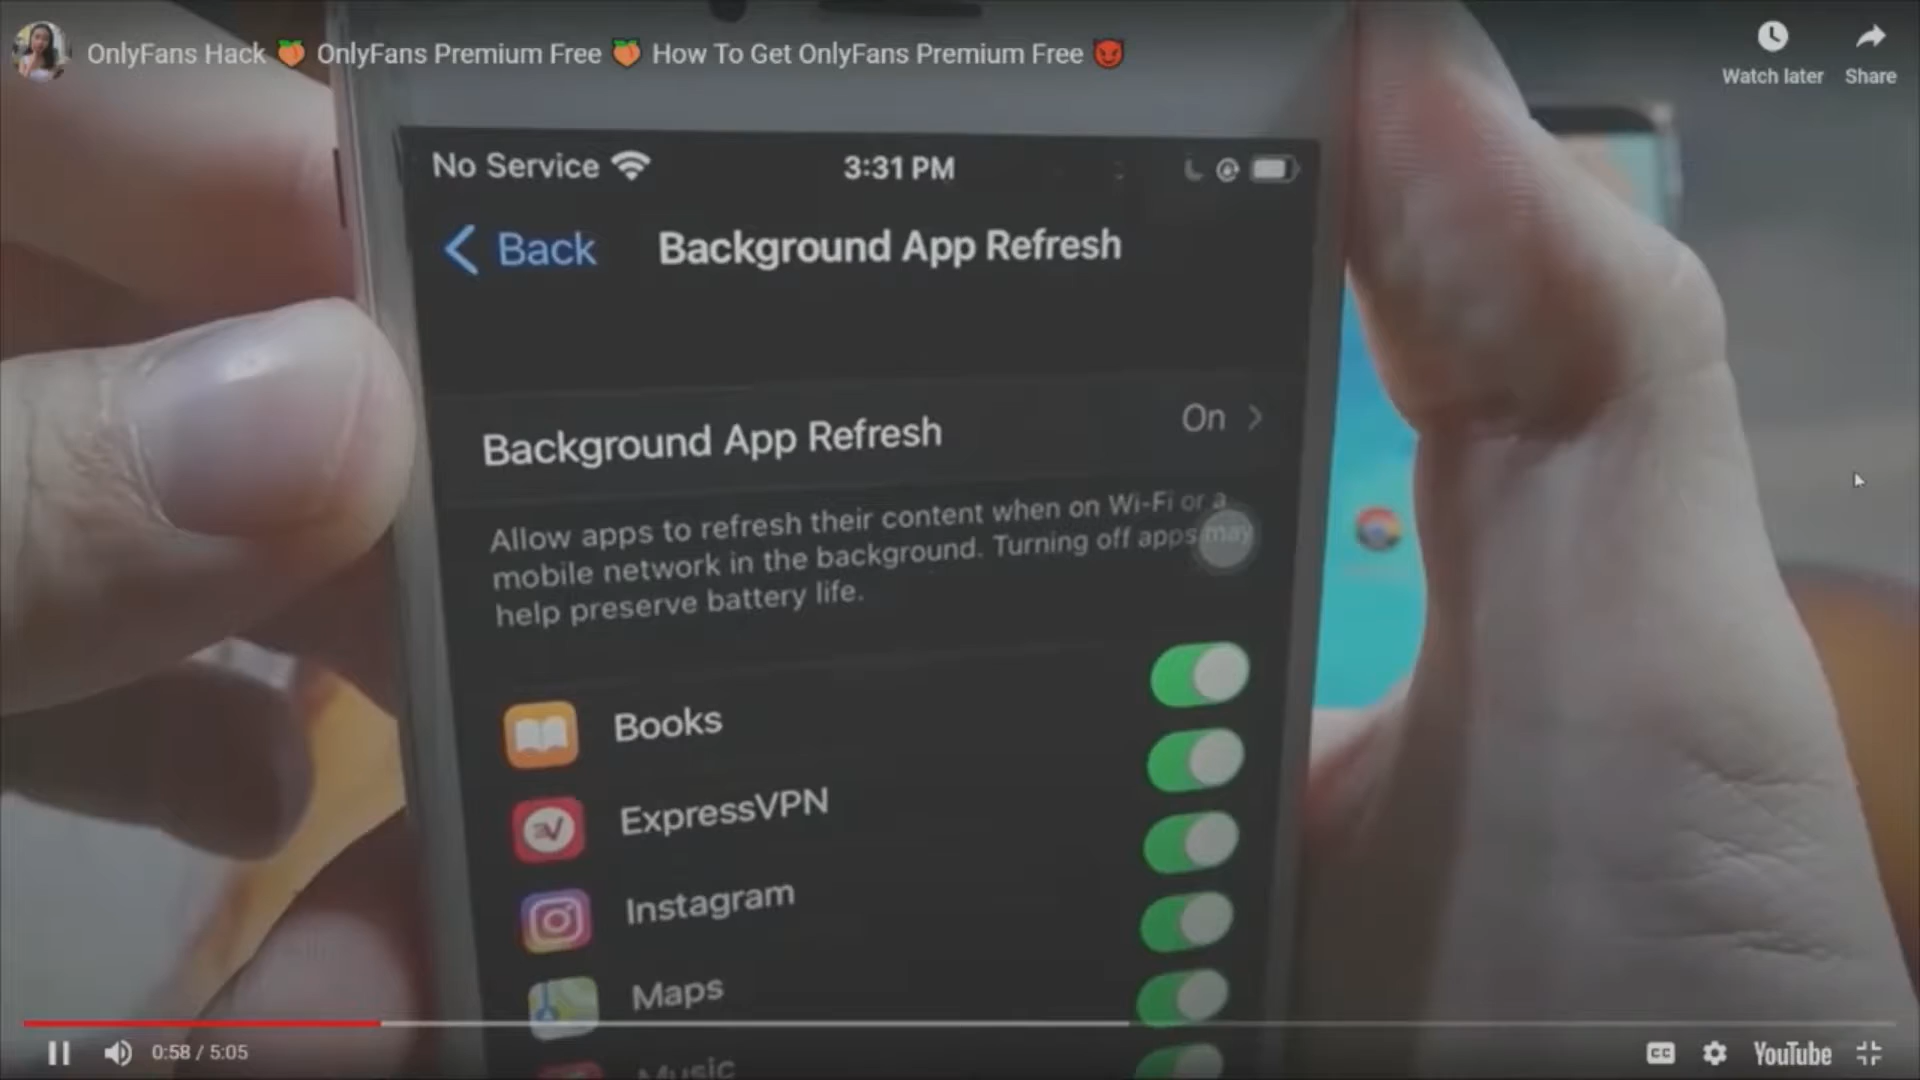 OnlyFans Hack 🍑 OnlyFans Premium Free 🍑 How To Get OnlyFans Premium Free 😈
Watch later
Share
No Service
3:31 PM
Back
Background App Refresh
Background App Refresh
On
Allow apps to refresh their content when on Wi-Fi or a
mobile network in the background. Turning off apps may
help preserve battery life.
Books
ExpressVPN
Instagram
Maps
Music
0:58 / 5:05
CC
YouTube